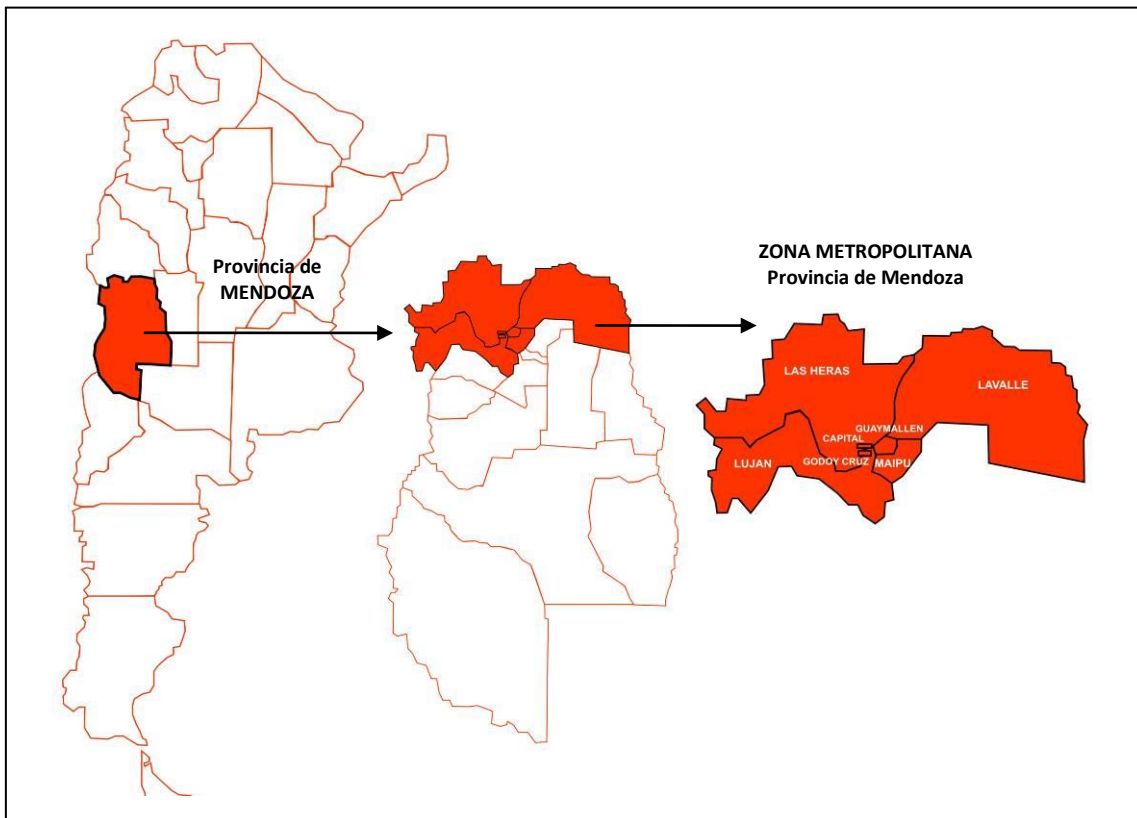 Provincia de
MENDOZA
ZONA METROPOLITANA
Provincia de Mendoza
LAS HERAS
LAVALLE
GUAYMALLEN
CAPITAL
LUJAN
GODOY CRUZ
MAIPU